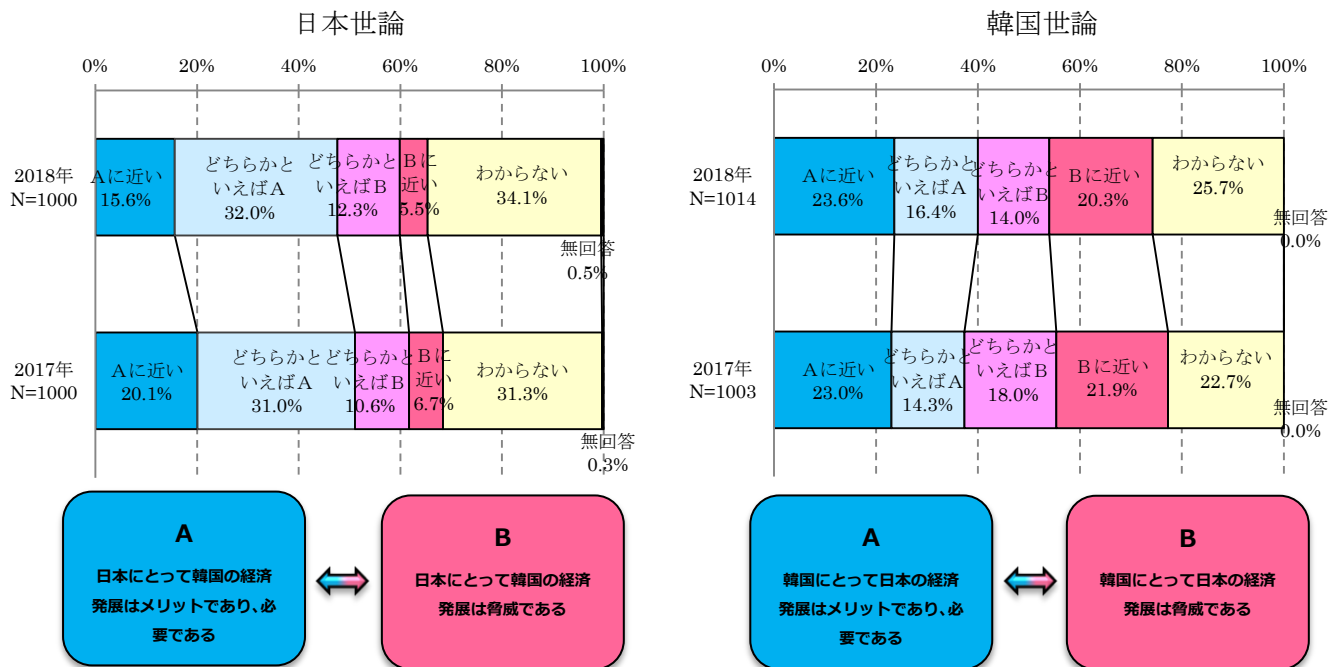 日本世論
0% 20% 40% 60% 80% 100%
2018年
N=1000
Aに近い
15.6%
どちらかと
いえばA
32.0%
どちらかと
いえばB
12.3%
Bに
近い
5.5%
わからない
34.1%
無回答
0.5%
2017年
N=1000
Aに近い
20.1%
どちらかと
いえばA
31.0%
どちらかと
いえばB
10.6%
Bに
近い
6.7%
わからない
31.3%
無回答
0.3%
A
日本にとって韓国の経済
発展はメリットであり、必
要である
B
日本にとって韓国の経済
発展は脅威である
韓国世論
0% 20% 40% 60% 80% 100%
2018年
N=1014
Aに近い
23.6%
どちらかと
いえばA
16.4%
どちらかと
いえばB
14.0%
Bに近い
20.3%
わからない
25.7%
無回答
0.0%
2017年
N=1003
Aに近い
23.0%
どちらかと
いえばA
14.3%
どちらかと
いえばB
18.0%
Bに近い
21.9%
わからない
22.7%
無回答
0.0%
A
韓国にとって日本の経済
発展はメリットであり、必
要である
B
韓国にとって日本の経済
発展は脅威である